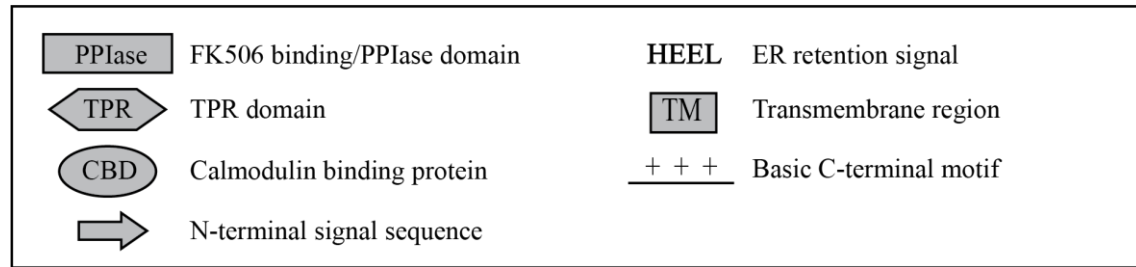 PPIase FK506 binding/PPIase domain
TPR TPR domain
CBD Calmodulin binding protein
N-terminal signal sequence
HEEL ER retention signal
TM Transmembrane region
+ + + Basic C-terminal motif